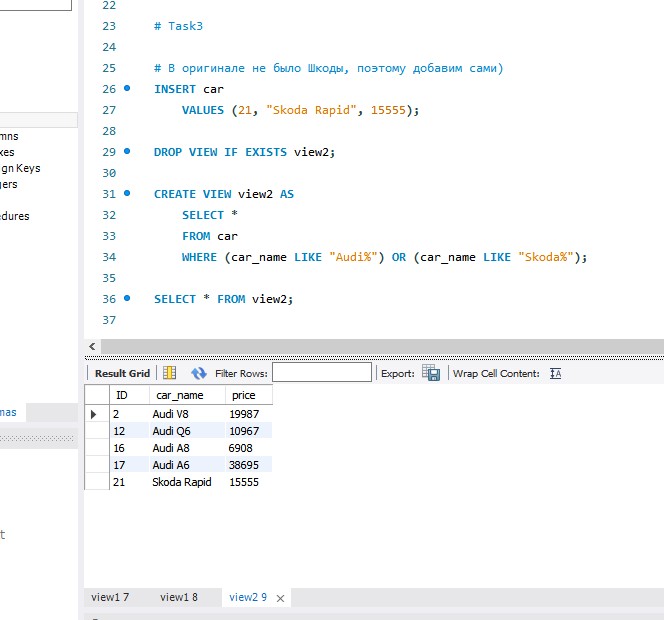 22
23 # Task3
24
25 # В оригинале не было Шкоды, поэтому добавим сами)
26 INSERT car
27 VALUES (21, "Skoda Rapid", 15555);
28
29 DROP VIEW IF EXISTS view2;
30
31 CREATE VIEW view2 AS
32 SELECT *
33 FROM car
34 WHERE (car_name LIKE "Audi%") OR (car_name LIKE "Skoda%");
35
36 SELECT * FROM view2;
37
mns
xes
gn Keys
gers
edures
mas
t
Result Grid Filter Rows: Export: Wrap Cell Content: IA
ID car_name price
2 Audi V8 19987
12 Audi Q6 10967
16 Audi A8 6908
17 Audi A6 38695
21 Skoda Rapid 15555
view1 7 view1 8 view2 9